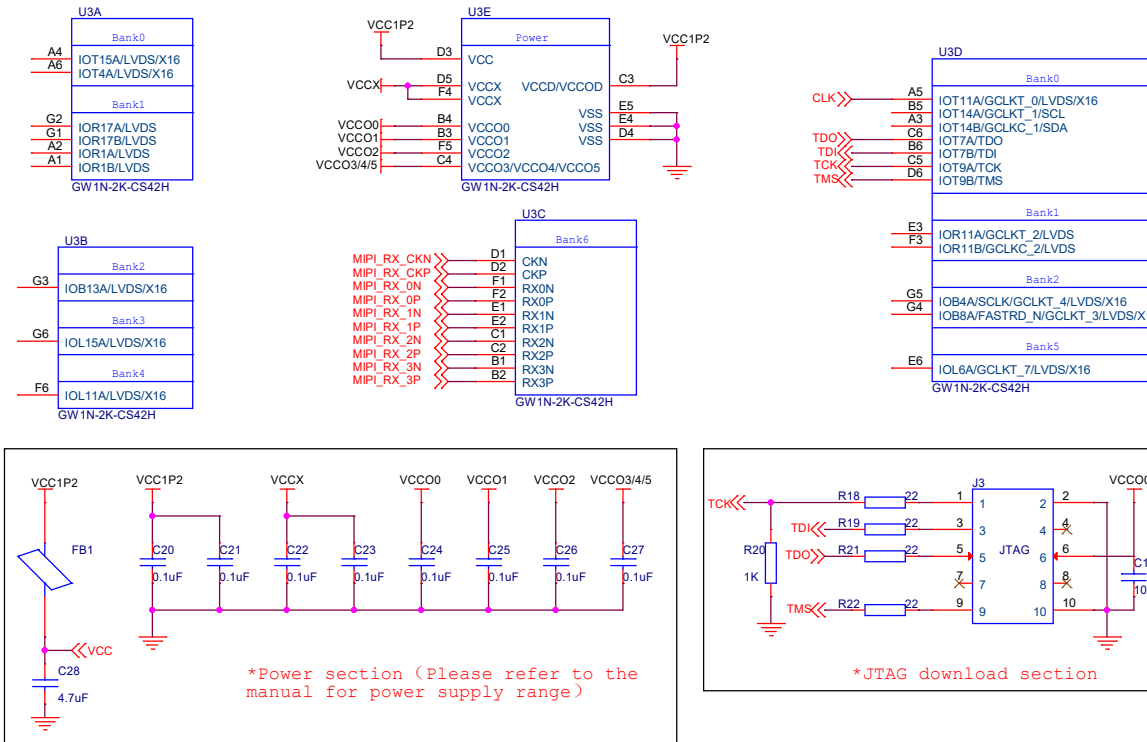 U3A
Bank0
A4 IOT15A/LVDS/X16
A6 IOT4A/LVDS/X16
Bank1
G2 IOR17A/LVDS
G1 IOR17B/LVDS
A2 IOR1A/LVDS
A1 IOR1B/LVDS
GW1N-2K-CS42H
U3E
Power
VCC1P2
VCC1P2
D3 VCC
VCCX D5 VCCX
F4 VCCX
VCCD/VCCOD C3
VCCO0 B4 VCCO0
VCCO1 B3 VCCO1
VCCO2 F5 VCCO2
VCCO3/4/5 C4 VCCO3/VCCO4/VCCO5
VSS E5
VSS E4
VSS D4
GW1N-2K-CS42H
U3D
Bank0
CLK A5 IOT11A/GCLKT_0/LVDS/X16
B5 IOT14A/GCLKT_1/SCL
A3 IOT14B/GCLKC_1/SDA
TDO C6 IOT7A/TDO
TDI B6 IOT7B/TDI
TCK C5 IOT9A/TCK
TMS D6 IOT9B/TMS
Bank1
E3 IOR11A/GCLKT_2/LVDS
F3 IOR11B/GCLKC_2/LVDS
Bank2
G5 IOB4A/SCLK/GCLKT_4/LVDS/X16
G4 IOB8A/FASTRD_N/GCLKT_3/LVDS/X1
Bank5
E6 IOL6A/GCLKT_7/LVDS/X16
GW1N-2K-CS42H
U3B
Bank2
G3 IOB13A/LVDS/X16
Bank3
G6 IOL15A/LVDS/X16
Bank4
F6 IOL11A/LVDS/X16
GW1N-2K-CS42H
U3C
Bank6
MIPI_RX_CKN D1 CKN
MIPI_RX_CKP D2 CKP
MIPI_RX_0N F1 RX0N
MIPI_RX_0P F2 RX0P
MIPI_RX_1N E1 RX1N
MIPI_RX_1P E2 RX1P
MIPI_RX_2N C1 RX2N
MIPI_RX_2P C2 RX2P
MIPI_RX_3N B1 RX3N
MIPI_RX_3P B2 RX3P
GW1N-2K-CS42H
VCC1P2 VCC1P2 VCCX VCCO0 VCCO1 VCCO2 VCCO3/4/5
FB1
C20 C21 C22 C23 C24 C25 C26 C27
0.1uF 0.1uF 0.1uF 0.1uF 0.1uF 0.1uF 0.1uF 0.1uF
VCC
C28
4.7uF
*Power section（Please refer to the
manual for power supply range）
J3
VCCO0
TCK R18 22 1 1 2 2
TDI R19 22 3 3 4 4
R20
1K
TDO R21 22 5 5 JTAG 6 6
7 7 8 8
TMS R22 22 9 9 10 10
C1
10
*JTAG download section